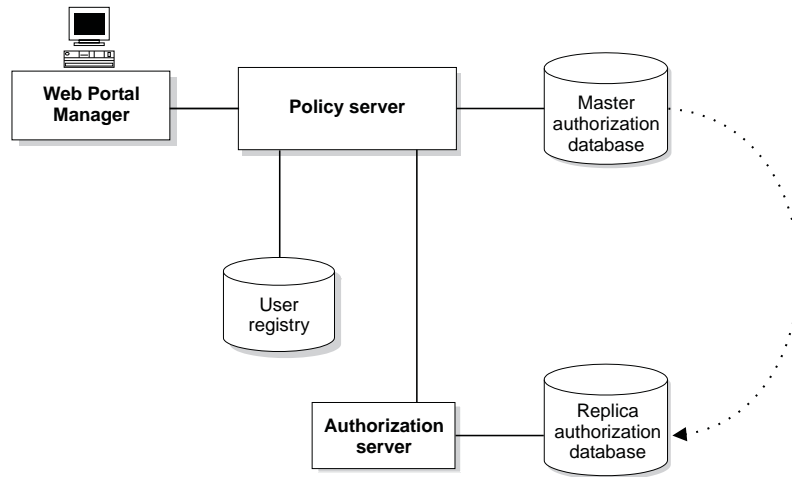 Web Portal
Manager
Policy server
Master
authorization
database
User
registry
Authorization
server
Replica
authorization
database